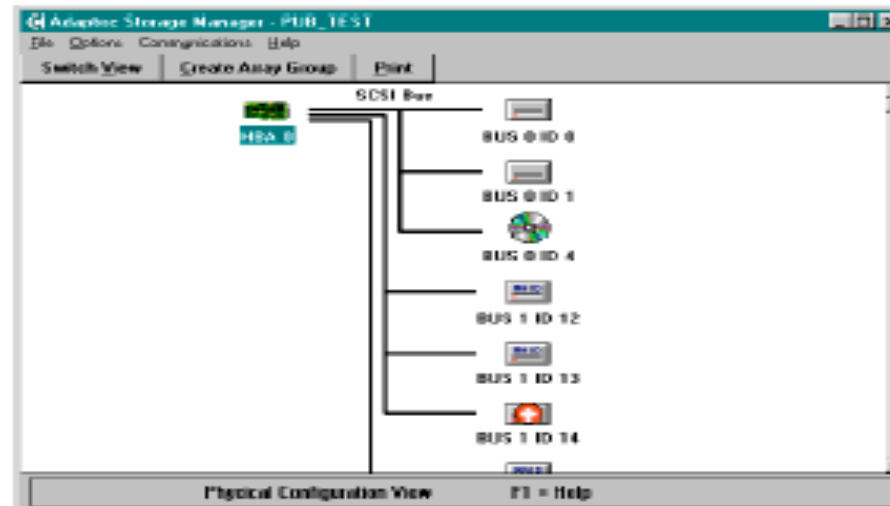 Adaptec Storage Manager - PUB_TEST
File Options Communications Help
Switch View Create Array Group Print
SCSI Bus
HBA 0
BUS 0 ID 0
BUS 0 ID 1
BUS 0 ID 4
BUS 1 ID 12
BUS 1 ID 13
BUS 1 ID 14
Physical Configuration View F1 = Help